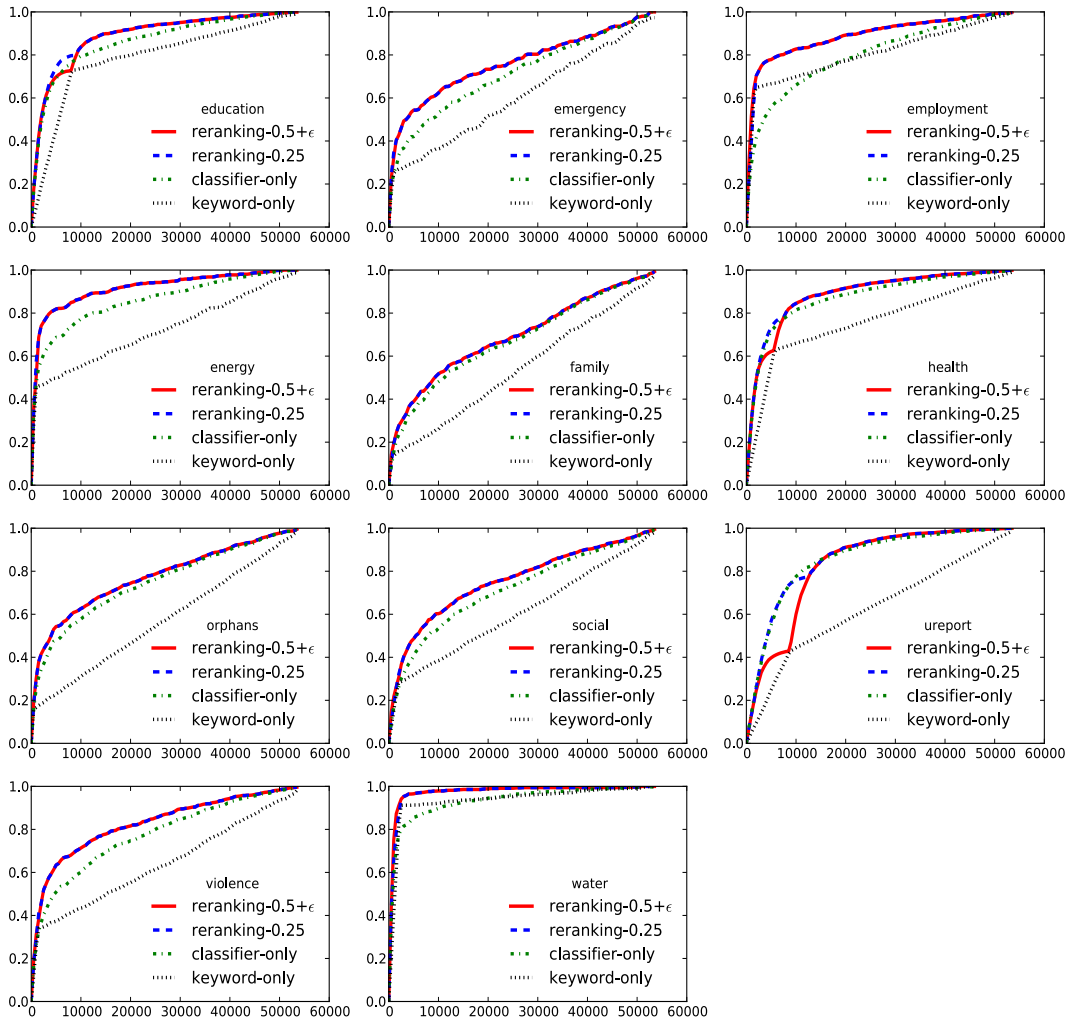 1.0
0.8
0.6
0.4
0.2
0.0
education
reranking-0.5+ϵ
reranking-0.25
classifier-only
keyword-only
0 10000 20000 30000 40000 50000 60000
1.0
0.8
0.6
0.4
0.2
0.0
emergency
reranking-0.5+ϵ
reranking-0.25
classifier-only
keyword-only
0 10000 20000 30000 40000 50000 60000
1.0
0.8
0.6
0.4
0.2
0.0
employment
reranking-0.5+ϵ
reranking-0.25
classifier-only
keyword-only
0 10000 20000 30000 40000 50000 60000
1.0
0.8
0.6
0.4
0.2
0.0
energy
reranking-0.5+ϵ
reranking-0.25
classifier-only
keyword-only
0 10000 20000 30000 40000 50000 60000
1.0
0.8
0.6
0.4
0.2
0.0
family
reranking-0.5+ϵ
reranking-0.25
classifier-only
keyword-only
0 10000 20000 30000 40000 50000 60000
1.0
0.8
0.6
0.4
0.2
0.0
health
reranking-0.5+ϵ
reranking-0.25
classifier-only
keyword-only
0 10000 20000 30000 40000 50000 60000
1.0
0.8
0.6
0.4
0.2
0.0
orphans
reranking-0.5+ϵ
reranking-0.25
classifier-only
keyword-only
0 10000 20000 30000 40000 50000 60000
1.0
0.8
0.6
0.4
0.2
0.0
social
reranking-0.5+ϵ
reranking-0.25
classifier-only
keyword-only
0 10000 20000 30000 40000 50000 60000
1.0
0.8
0.6
0.4
0.2
0.0
ureport
reranking-0.5+ϵ
reranking-0.25
classifier-only
keyword-only
0 10000 20000 30000 40000 50000 60000
1.0
0.8
0.6
0.4
0.2
0.0
violence
reranking-0.5+ϵ
reranking-0.25
classifier-only
keyword-only
0 10000 20000 30000 40000 50000 60000
1.0
0.8
0.6
0.4
0.2
0.0
water
reranking-0.5+ϵ
reranking-0.25
classifier-only
keyword-only
0 10000 20000 30000 40000 50000 60000